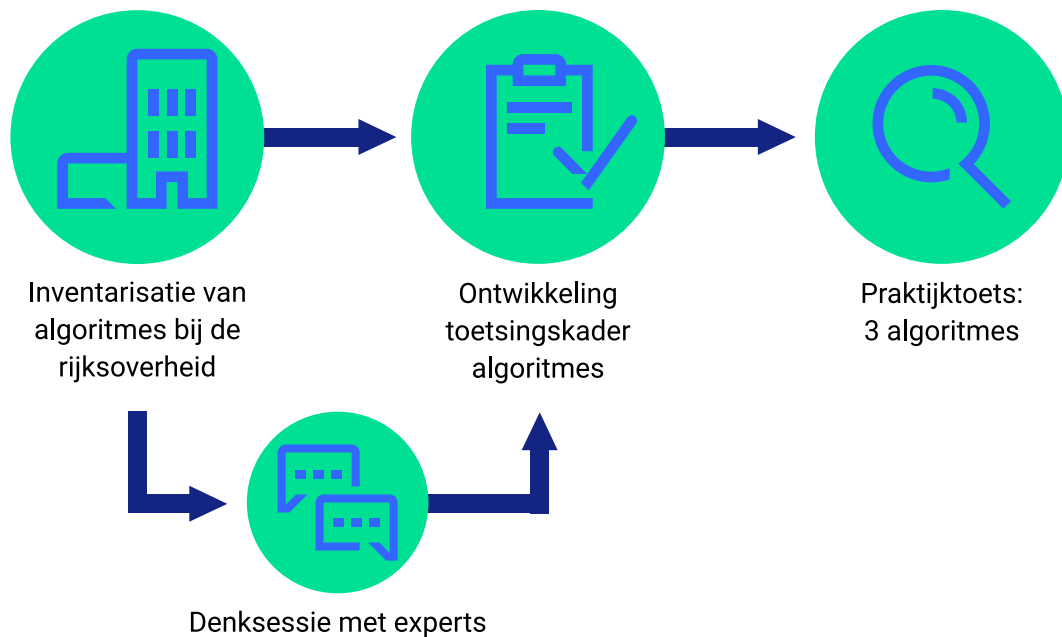 Inventarisatie van
algoritmes bij de
rijksoverheid
Ontwikkeling
toetsingskader
algoritmes
Praktijktoets:
3 algoritmes
Denksessie met experts